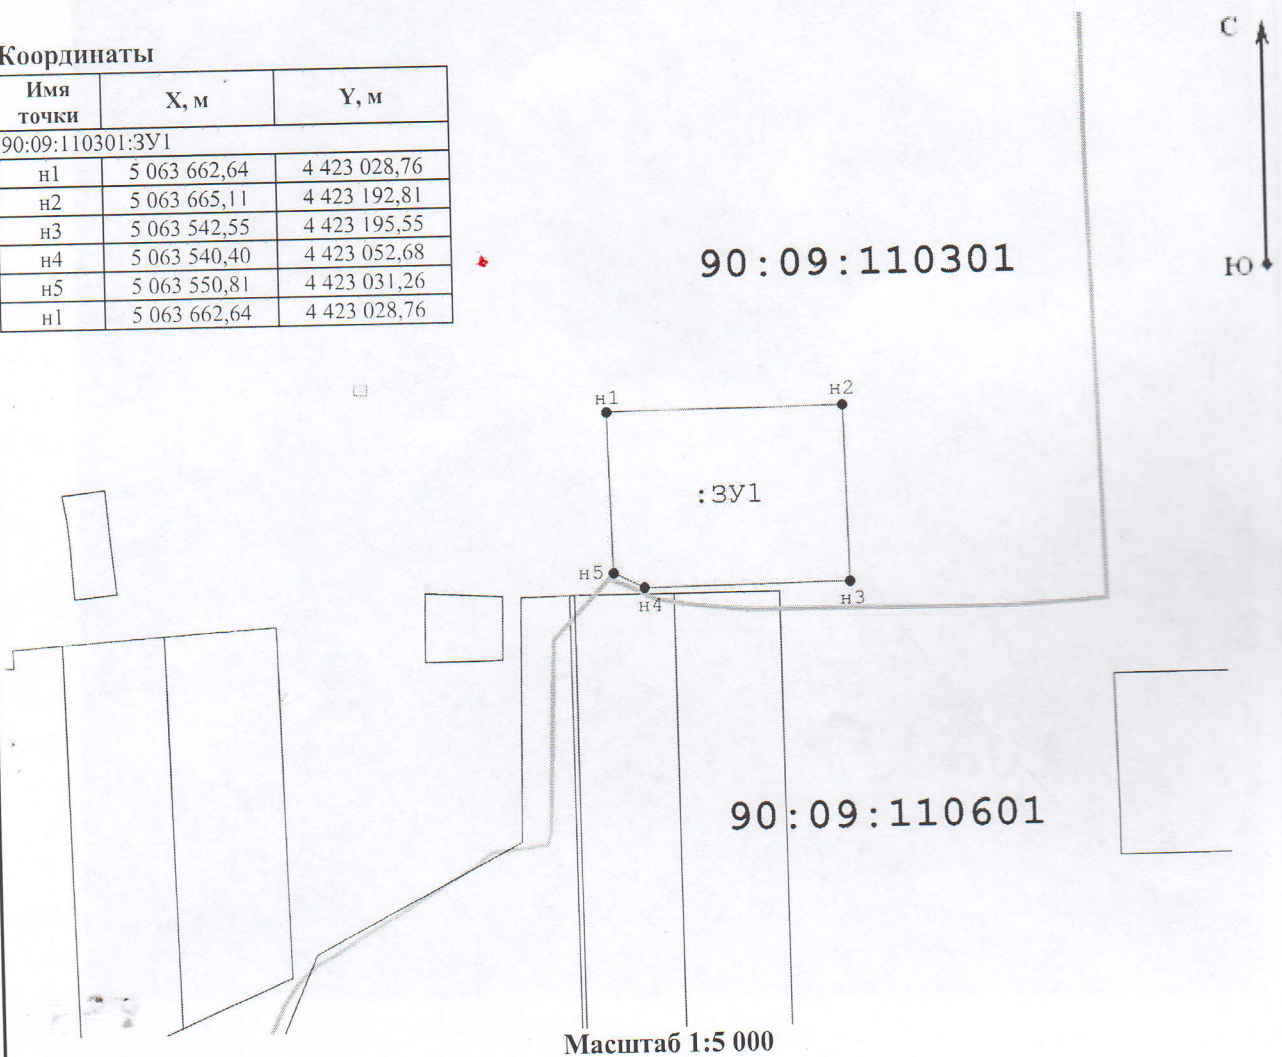 Координаты
Имя точки X, м Y, м
90:09:110301:ЗУ1
н1 5 063 662,64 4 423 028,76
н2 5 063 665,11 4 423 192,81
н3 5 063 542,55 4 423 195,55
н4 5 063 540,40 4 423 052,68
н5 5 063 550,81 4 423 031,26
н1 5 063 662,64 4 423 028,76
С
Ю
90:09:110301
н1
н2
:ЗУ1
н5
н4
н3
90:09:110601
Масштаб 1:5 000